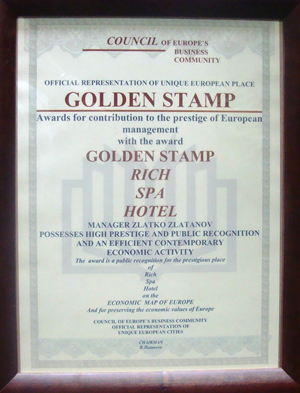 COUNCIL OF EUROPE'S
BUSINESS
COMMUNITY
OFFICIAL REPRESENTATION OF UNIQUE EUROPEAN PLACE
GOLDEN STAMP
Awards for contribution to the prestige of European
management
with the award
GOLDEN STAMP
RICH
SPA
HOTEL
MANAGER ZLATKO ZLATANOV
POSSESSES HIGH PRESTIGE AND PUBLIC RECOGNITION
AND AN EFFICIENT CONTEMPORARY
ECONOMIC ACTIVITY
The award is a public recognition for the prestigious place
of
Rich
Spa
Hotel
on the
ECONOMIC MAP OF EUROPE
And for preserving the economic values of Europe
COUNCIL OF EUROPE'S BUSINESS COMMUNITY
OFFICIAL REPRESENTATION OF
UNIQUE EUROPEAN CITIES
CHAIRMAN